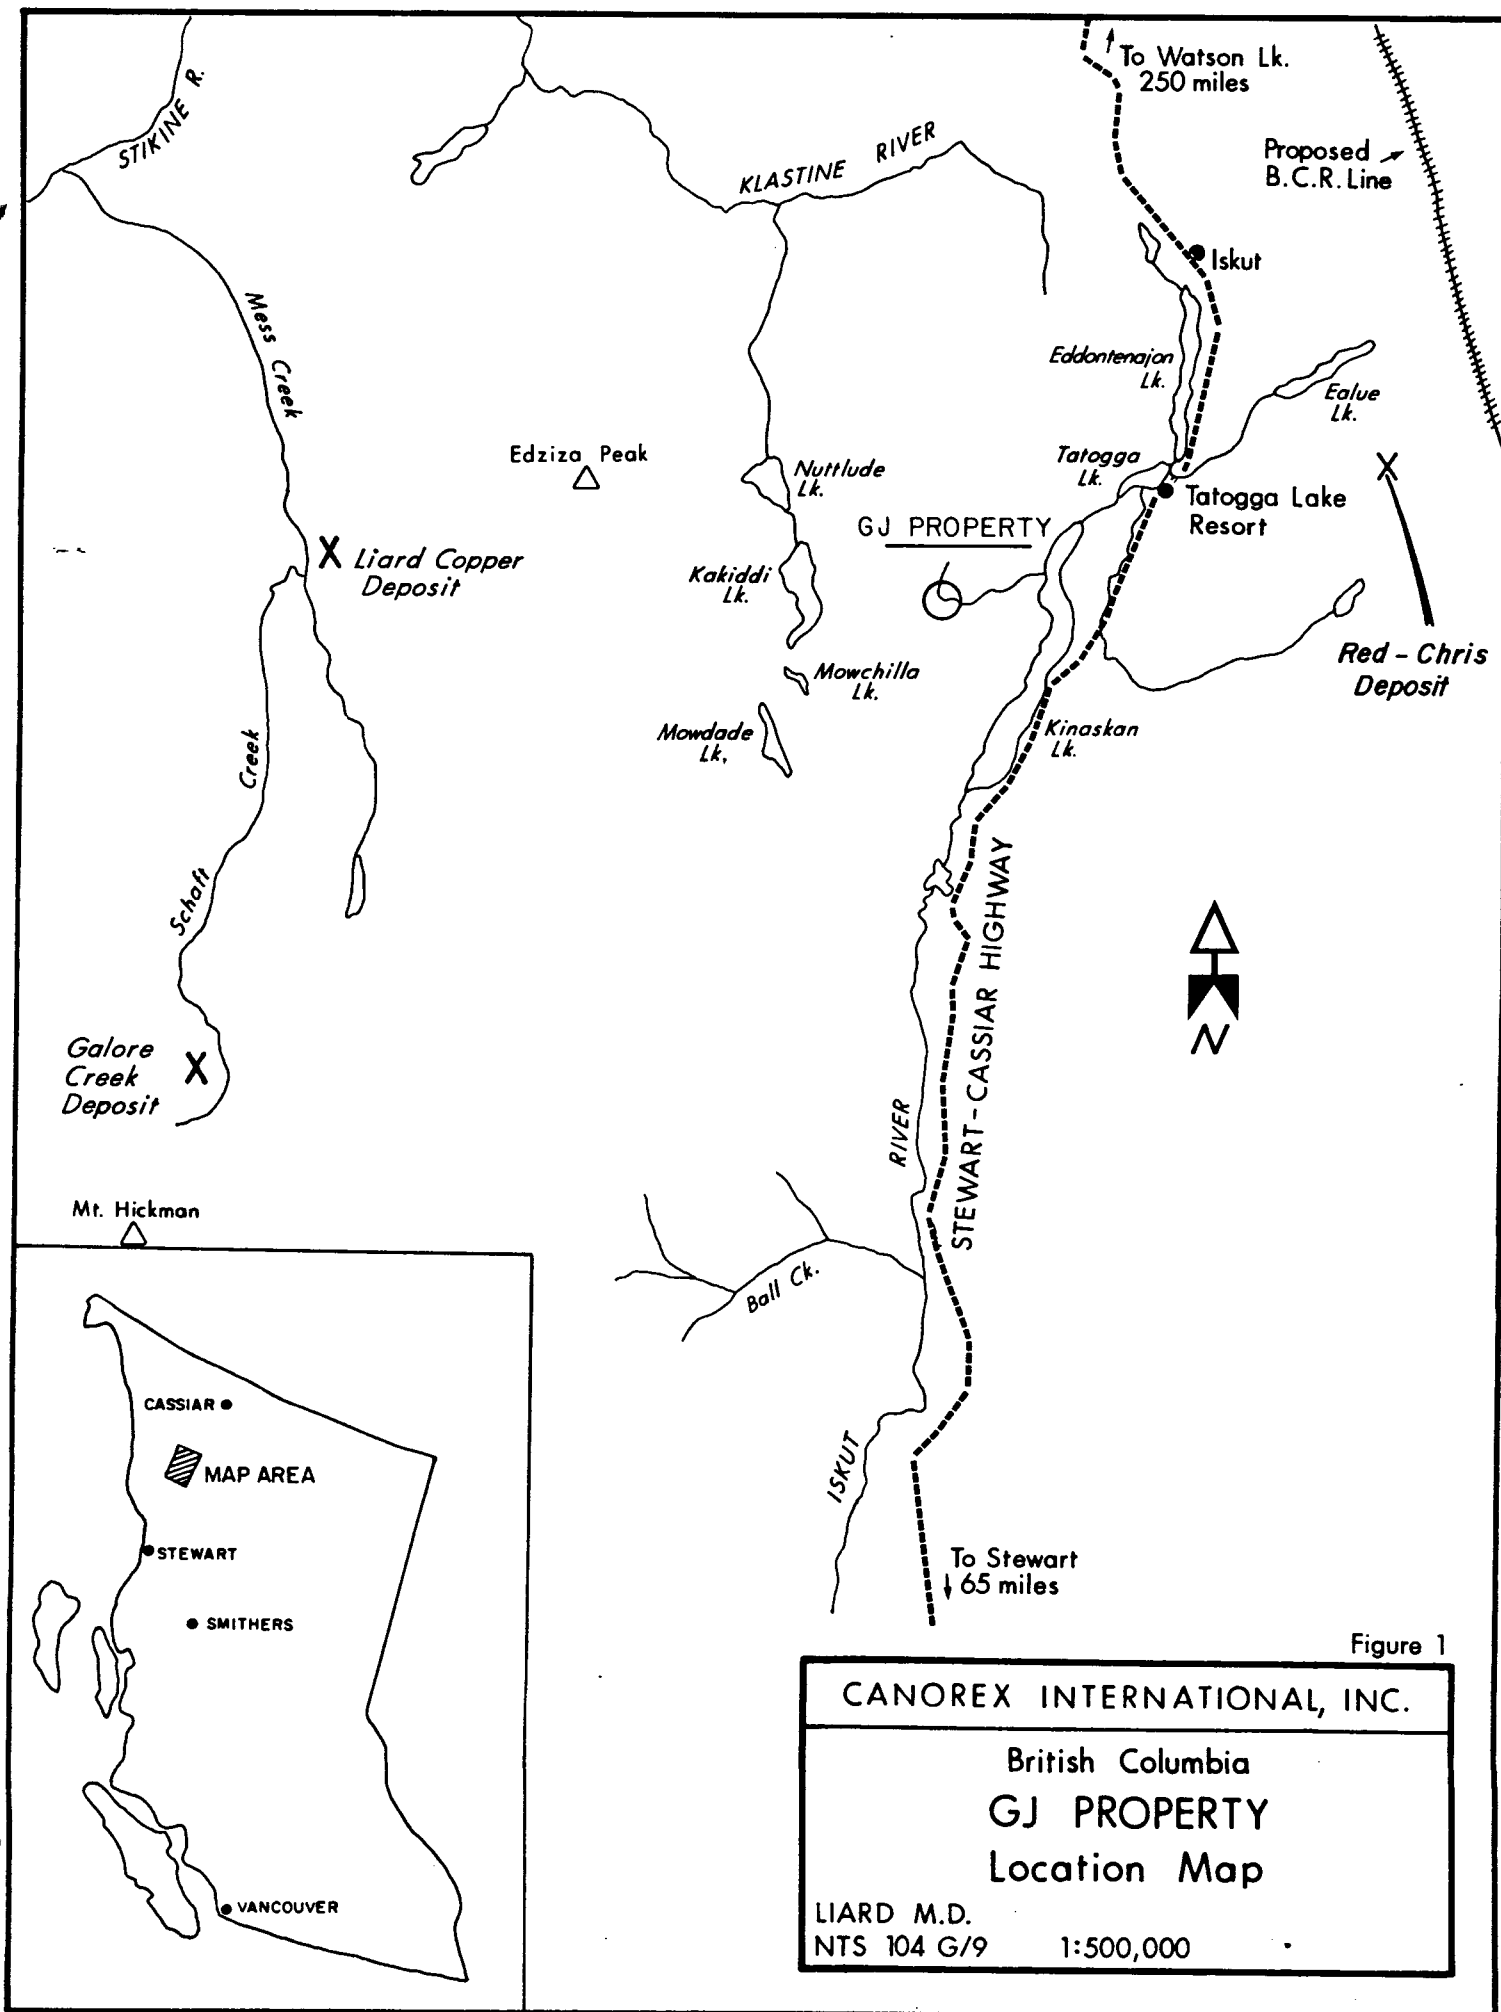 To Watson Lk.
250 miles
STIKINE R.
KLASTINE RIVER
Proposed
B.C.R. Line
Iskut
Mess Creek
Eddontenajon
Lk.
Ealue
Lk.
Edziza Peak
Nuttlude
Lk.
Tatogga
Lk.
Tatogga Lake
Resort
GJ PROPERTY
X Liard Copper
Deposit
Kakiddi
Lk.
X
Red - Chris
Deposit
Mowchilla
Lk.
Mowdade
Lk,
Kinaskan
Lk.
Schaft Creek
STEWART-CASSIAR HIGHWAY
N
Galore
Creek
Deposit
X
ISKUT RIVER
Mt. Hickman
Ball Ck.
CASSIAR
MAP AREA
STEWART
SMITHERS
VANCOUVER
To Stewart
65 miles
Figure 1
CANOREX INTERNATIONAL, INC.
British Columbia
GJ PROPERTY
Location Map
LIARD M.D.
NTS 104 G/9 1:500,000